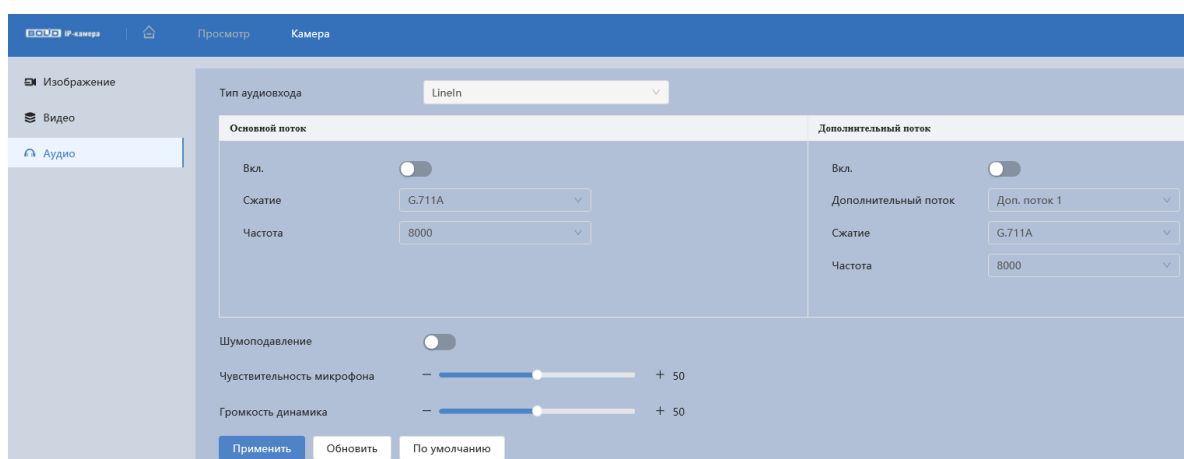 BOLID IP-камера
Просмотр
Камера
Изображение
Видео
Аудио
Тип аудиовхода
LineIn
Основной поток
Вкл.
Сжатие
G.711A
Частота
8000
Дополнительный поток
Вкл.
Дополнительный поток
Доп. поток 1
Сжатие
G.711A
Частота
8000
Шумоподавление
Чувствительность микрофона
− + 50
Громкость динамика
− + 50
Применить
Обновить
По умолчанию